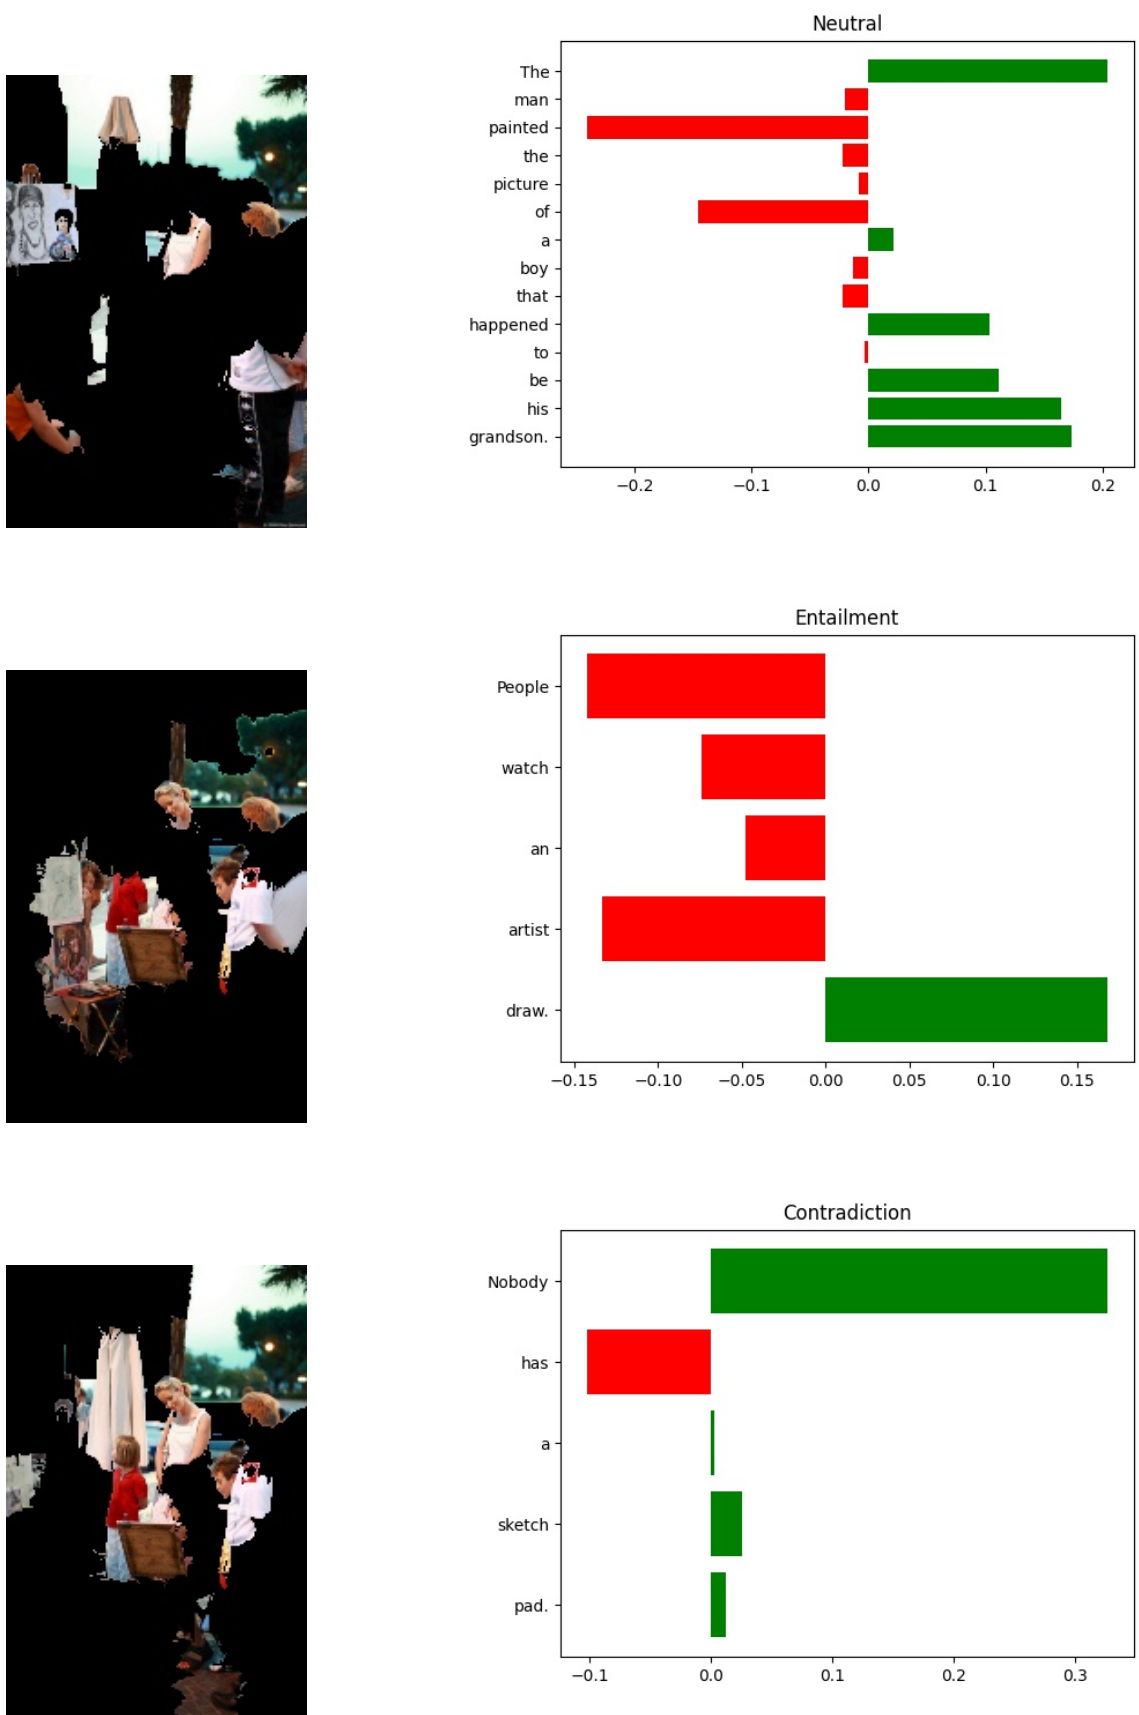 Neutral
The
man
painted
the
picture
of
a
boy
that
happened
to
be
his
grandson.
−0.2 −0.1 0.0 0.1 0.2
Entailment
People
watch
an
artist
draw.
−0.15 −0.10 −0.05 0.00 0.05 0.10 0.15
Contradiction
Nobody
has
a
sketch
pad.
−0.1 0.0 0.1 0.2 0.3